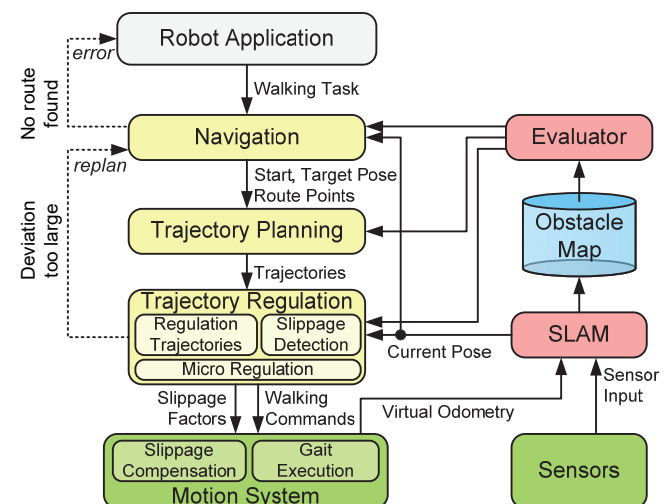 Robot Application
error
No route
found
Walking Task
Navigation
Evaluator
replan
Start, Target Pose
Route Points
Deviation
too large
Trajectory Planning
Obstacle
Map
Trajectories
Trajectory Regulation
Regulation
Trajectories
Slippage
Detection
Micro Regulation
SLAM
Current Pose
Slippage
Factors
Walking
Commands
Virtual Odometry
Sensor
Input
Slippage
Compensation
Gait
Execution
Motion System
Sensors